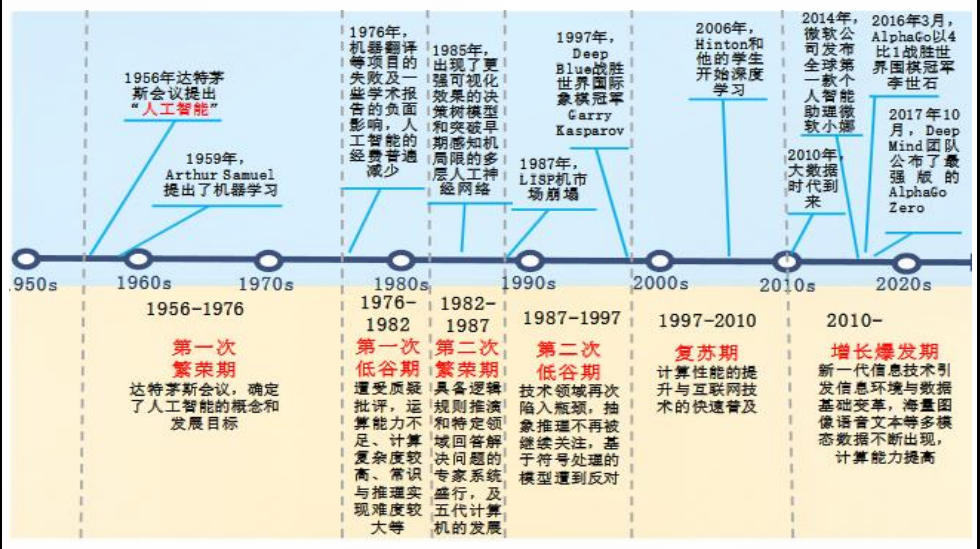 1956年达特茅
斯会议提出
“人工智能”
1959年,
Arthur Samuel
提出了机器学习
1976年,
机器翻译
等项目的
失败及一
些学术报
告的负面
影响,人
工智能的
经费普遍
减少
1985年,
出现了更
强可视化
效果的决
策树模型
和突破早
期感知机
局限的多
层人工神
经网络
1987年,
LISP机市
场崩塌
1997年,
Deep
Blue战胜
世界国际
象棋冠军
Garry
Kasparov
2006年,
Hinton和
他的学生
开始深度
学习
2010年,
大数据
时代到
来
2014年,
微软公
司发布
全球第
一款个
人智能
助理微
软小娜
2016年3月,
AlphaGo以4
比1战胜世
界围棋冠军
李世石
2017年10
月,Deep
Mind团队
公布了最
强版的
AlphaGo
Zero
950s
1960s
1970s
1980s
1990s
2000s
2010s
2020s
1956-1976
第一次
繁荣期
达特茅斯会议,确定
了人工智能的概念和
发展目标
1976-
1982
第一次
低谷期
遭受质疑
批评,运
算能力不
足、计算
复杂度较
高、常识
与推理实
现难度较
大等
1982-
1987
第二次
繁荣期
具备逻辑
规则推演
和特定领
域回答解
决问题的
专家系统
盛行,及
五代计算
机的发展
1987-1997
第二次
低谷期
技术领域再次
陷入瓶颈,抽
象推理不再被
继续关注,基
于符号处理的
模型遭到反对
1997-2010
复苏期
计算性能的提
升与互联网技
术的快速普及
2010-
增长爆发期
新一代信息技术引
发信息环境与数据
基础变革,海量图
像语音文本等多模
态数据不断出现,
计算能力提高